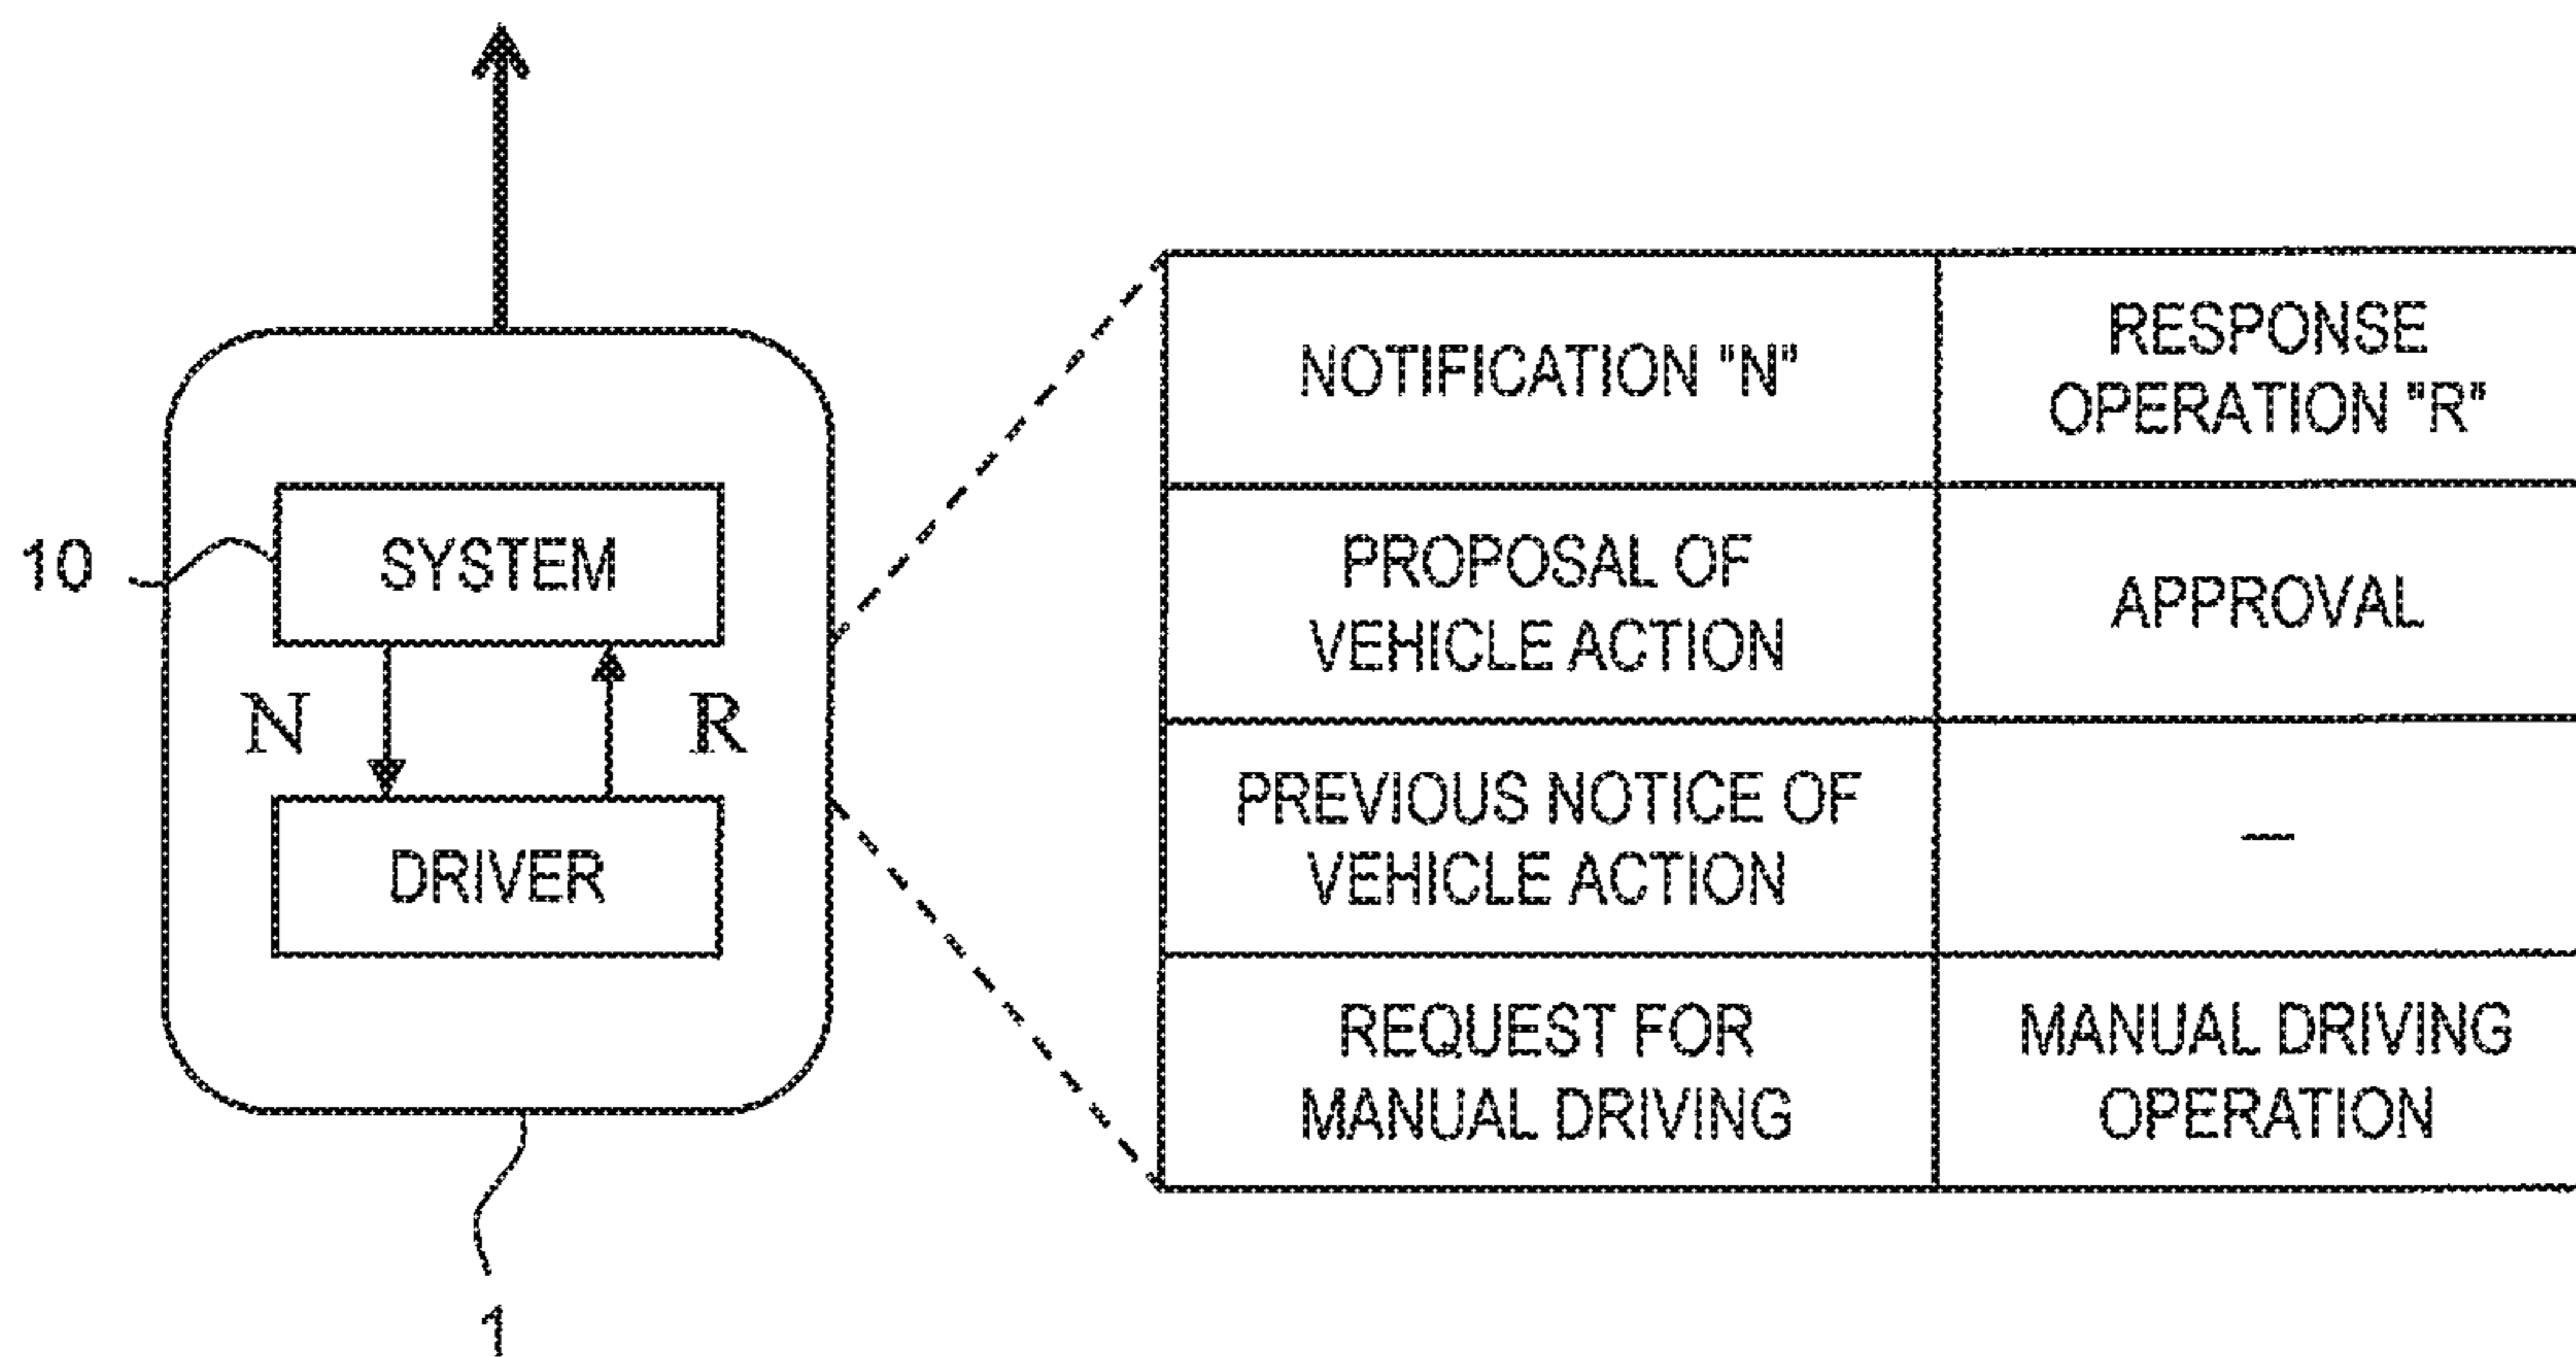 10
SYSTEM
N
R
DRIVER
1
NOTIFICATION "N"
RESPONSE
OPERATION "R"
PROPOSAL OF
VEHICLE ACTION
APPROVAL
PREVIOUS NOTICE OF
VEHICLE ACTION
—
REQUEST FOR
MANUAL DRIVING
MANUAL DRIVING
OPERATION